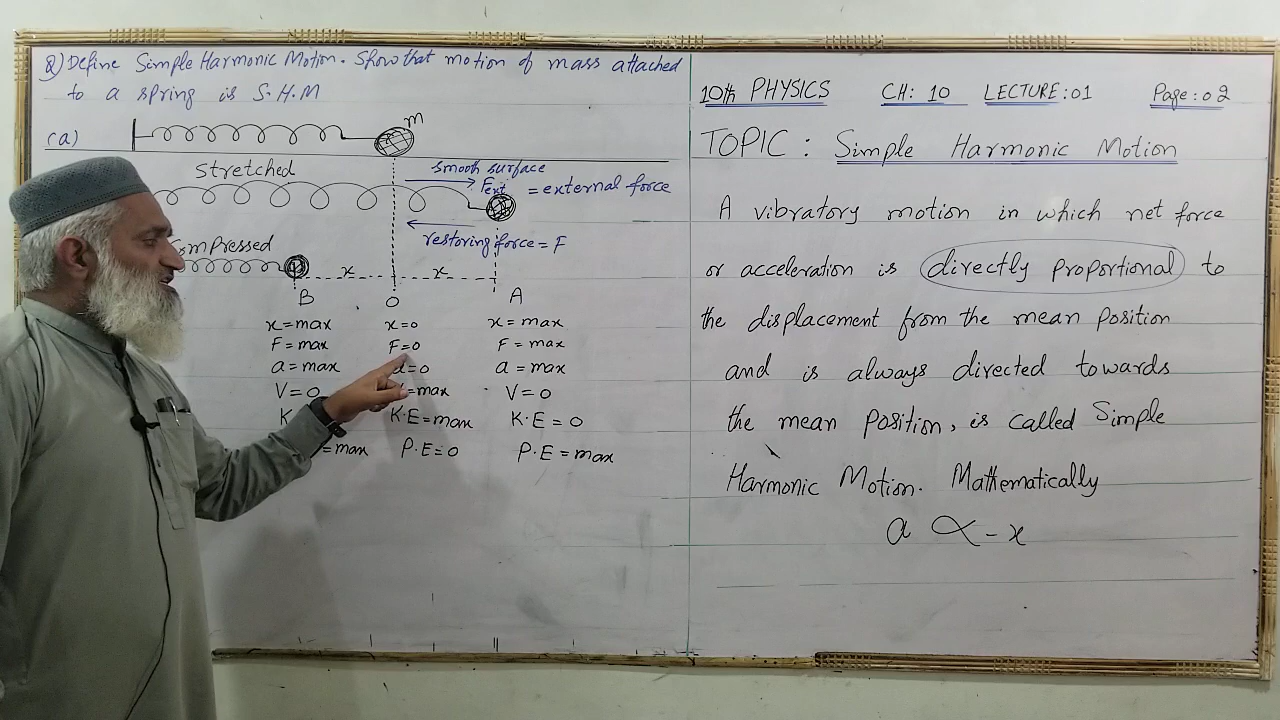 Q) Define Simple Harmonic Motion. Show that motion of mass attached
to a spring is S.H.M
(a)
m
stretched
smooth surface
Fext = external force
restoring force = F
compressed
x x
B O A
x=max x=0 x=max
F=max F=0 F=max
a=max a=0 a=max
V=0 =max V=0
K K.E=max K.E=0
=max P.E=0 P.E=max
10th PHYSICS CH: 10 LECTURE:01 Page:02
TOPIC: Simple Harmonic Motion
A vibratory motion in which net force
or acceleration is directly proportional to
the displacement from the mean position
and is always directed towards
the mean position, is called Simple
Harmonic Motion. Mathematically
a ∝ -x